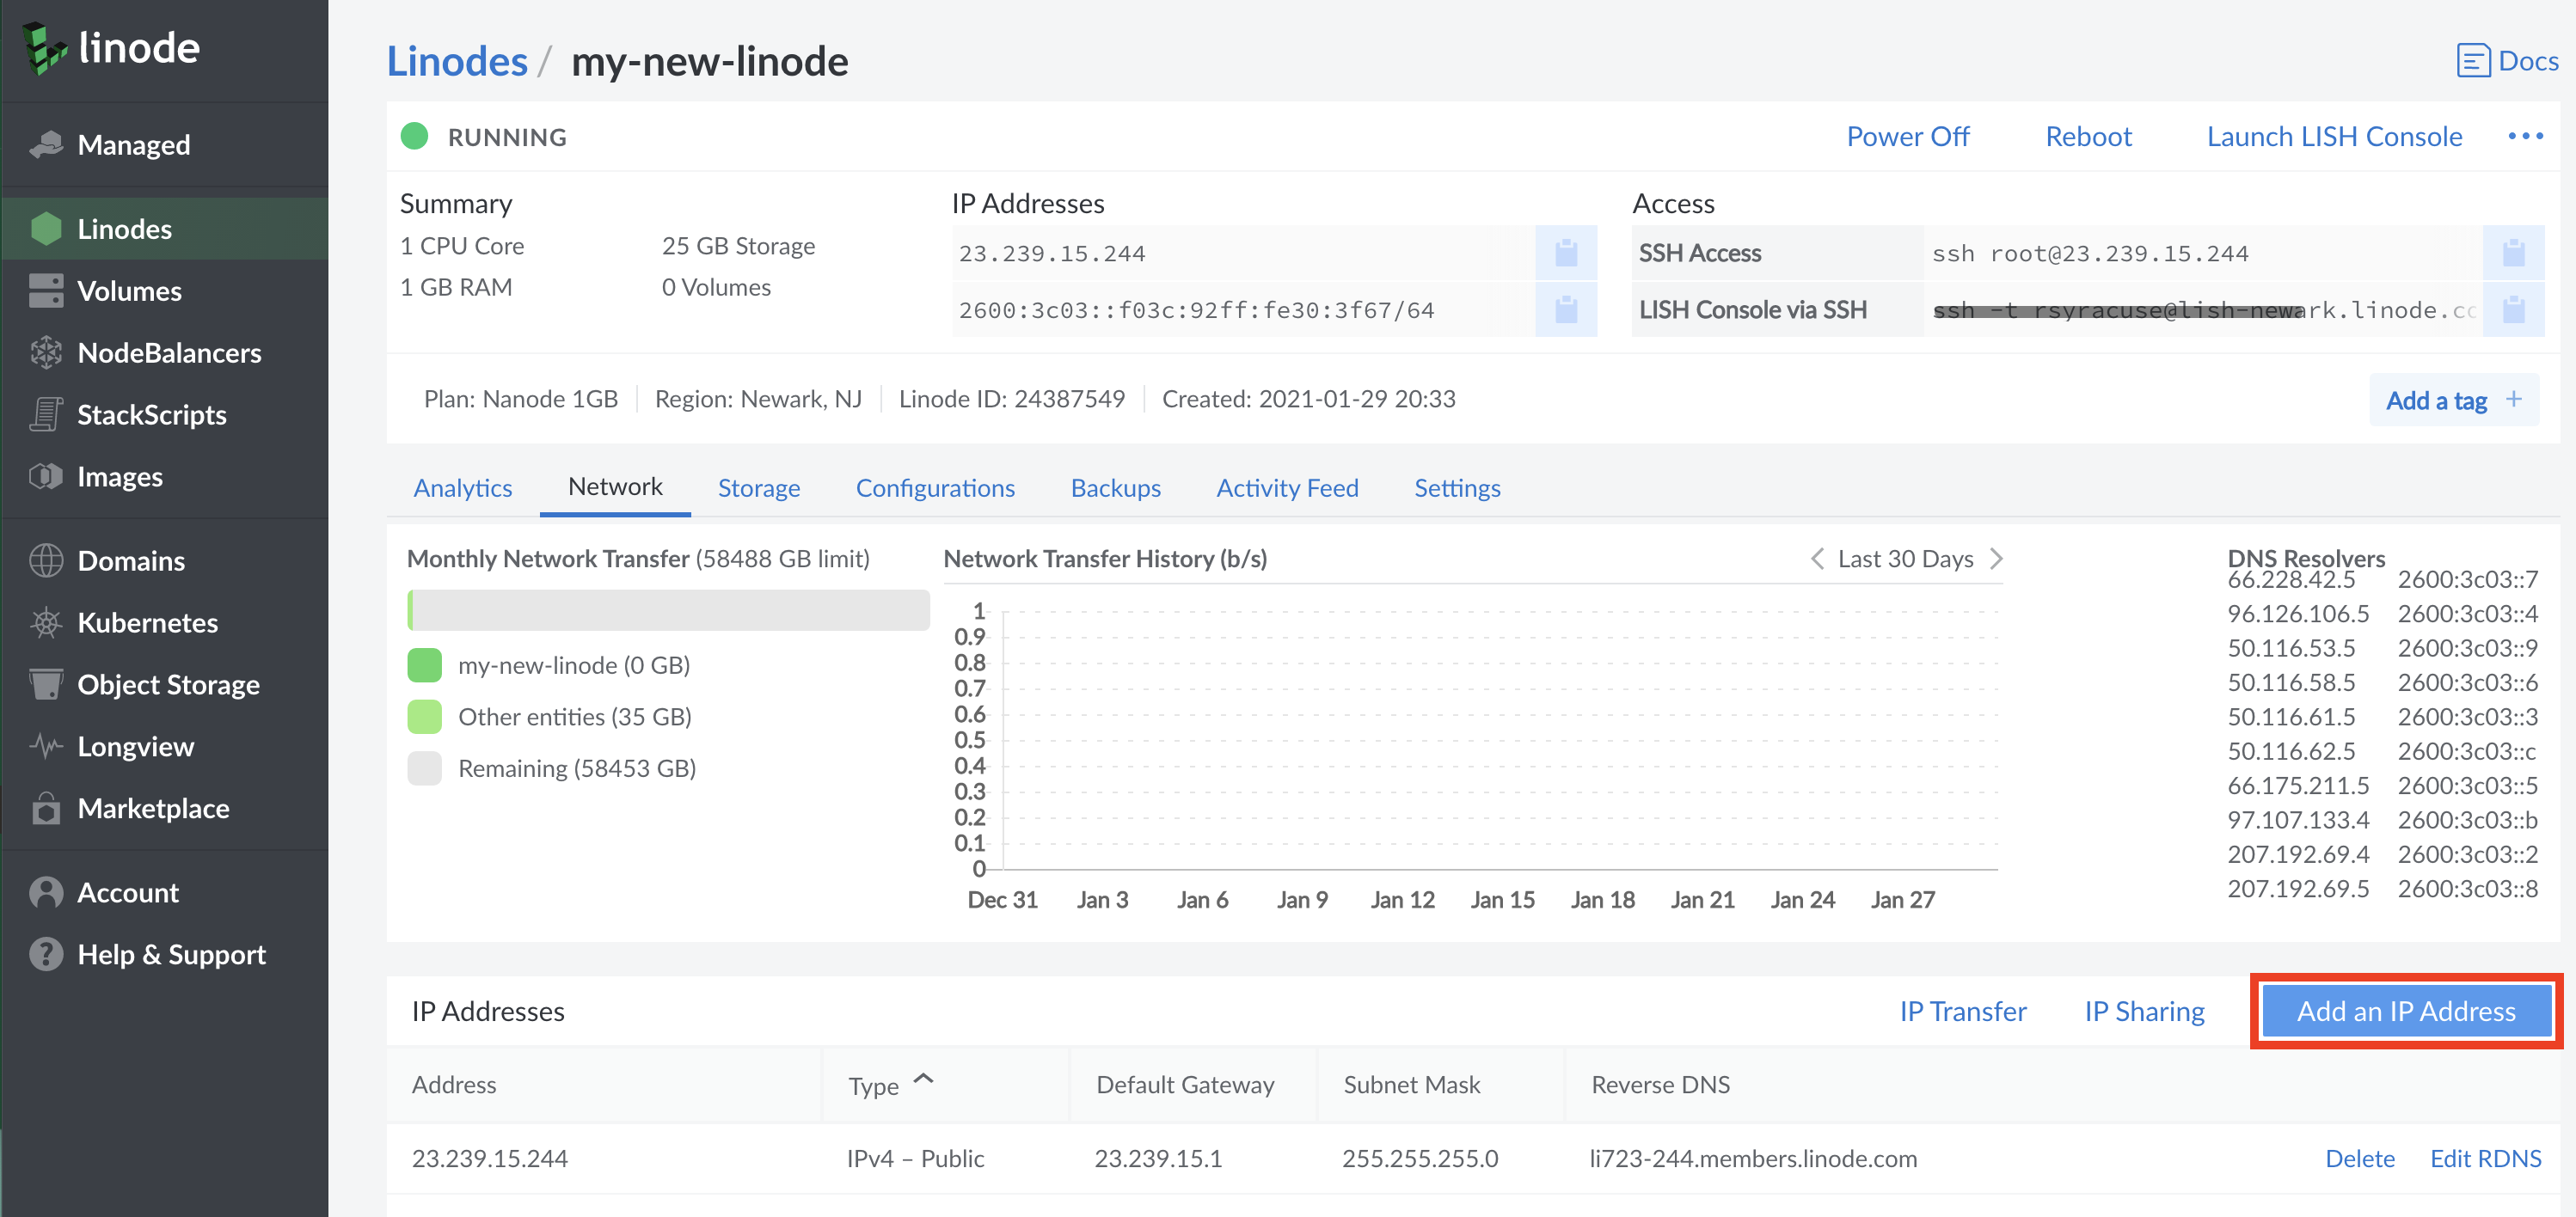 linode
Managed
Linodes
Volumes
NodeBalancers
StackScripts
Images
Domains
Kubernetes
Object Storage
Longview
Marketplace
Account
Help & Support
Linodes / my-new-linode
Docs
RUNNING
Power Off Reboot Launch LISH Console
Summary
1 CPU Core 25 GB Storage
1 GB RAM 0 Volumes
IP Addresses
23.239.15.244
2600:3c03::f03c:92ff:fe30:3f67/64
Access
SSH Access ssh root@23.239.15.244
LISH Console via SSH ssh -t rsyracuse@lish-newark.linode.cc
Plan: Nanode 1GB Region: Newark, NJ Linode ID: 24387549 Created: 2021-01-29 20:33
Add a tag +
Analytics Network Storage Configurations Backups Activity Feed Settings
Monthly Network Transfer (58488 GB limit)
my-new-linode (0 GB)
Other entities (35 GB)
Remaining (58453 GB)
Network Transfer History (b/s)
Last 30 Days
1
0.9
0.8
0.7
0.6
0.5
0.4
0.3
0.2
0.1
0
Dec 31 Jan 3 Jan 6 Jan 9 Jan 12 Jan 15 Jan 18 Jan 21 Jan 24 Jan 27
DNS Resolvers
66.228.42.5 2600:3c03::7
96.126.106.5 2600:3c03::4
50.116.53.5 2600:3c03::9
50.116.58.5 2600:3c03::6
50.116.61.5 2600:3c03::3
50.116.62.5 2600:3c03::c
66.175.211.5 2600:3c03::5
97.107.133.4 2600:3c03::b
207.192.69.4 2600:3c03::2
207.192.69.5 2600:3c03::8
IP Addresses
IP Transfer IP Sharing Add an IP Address
Address Type Default Gateway Subnet Mask Reverse DNS
23.239.15.244 IPv4 – Public 23.239.15.1 255.255.255.0 li723-244.members.linode.com Delete Edit RDNS